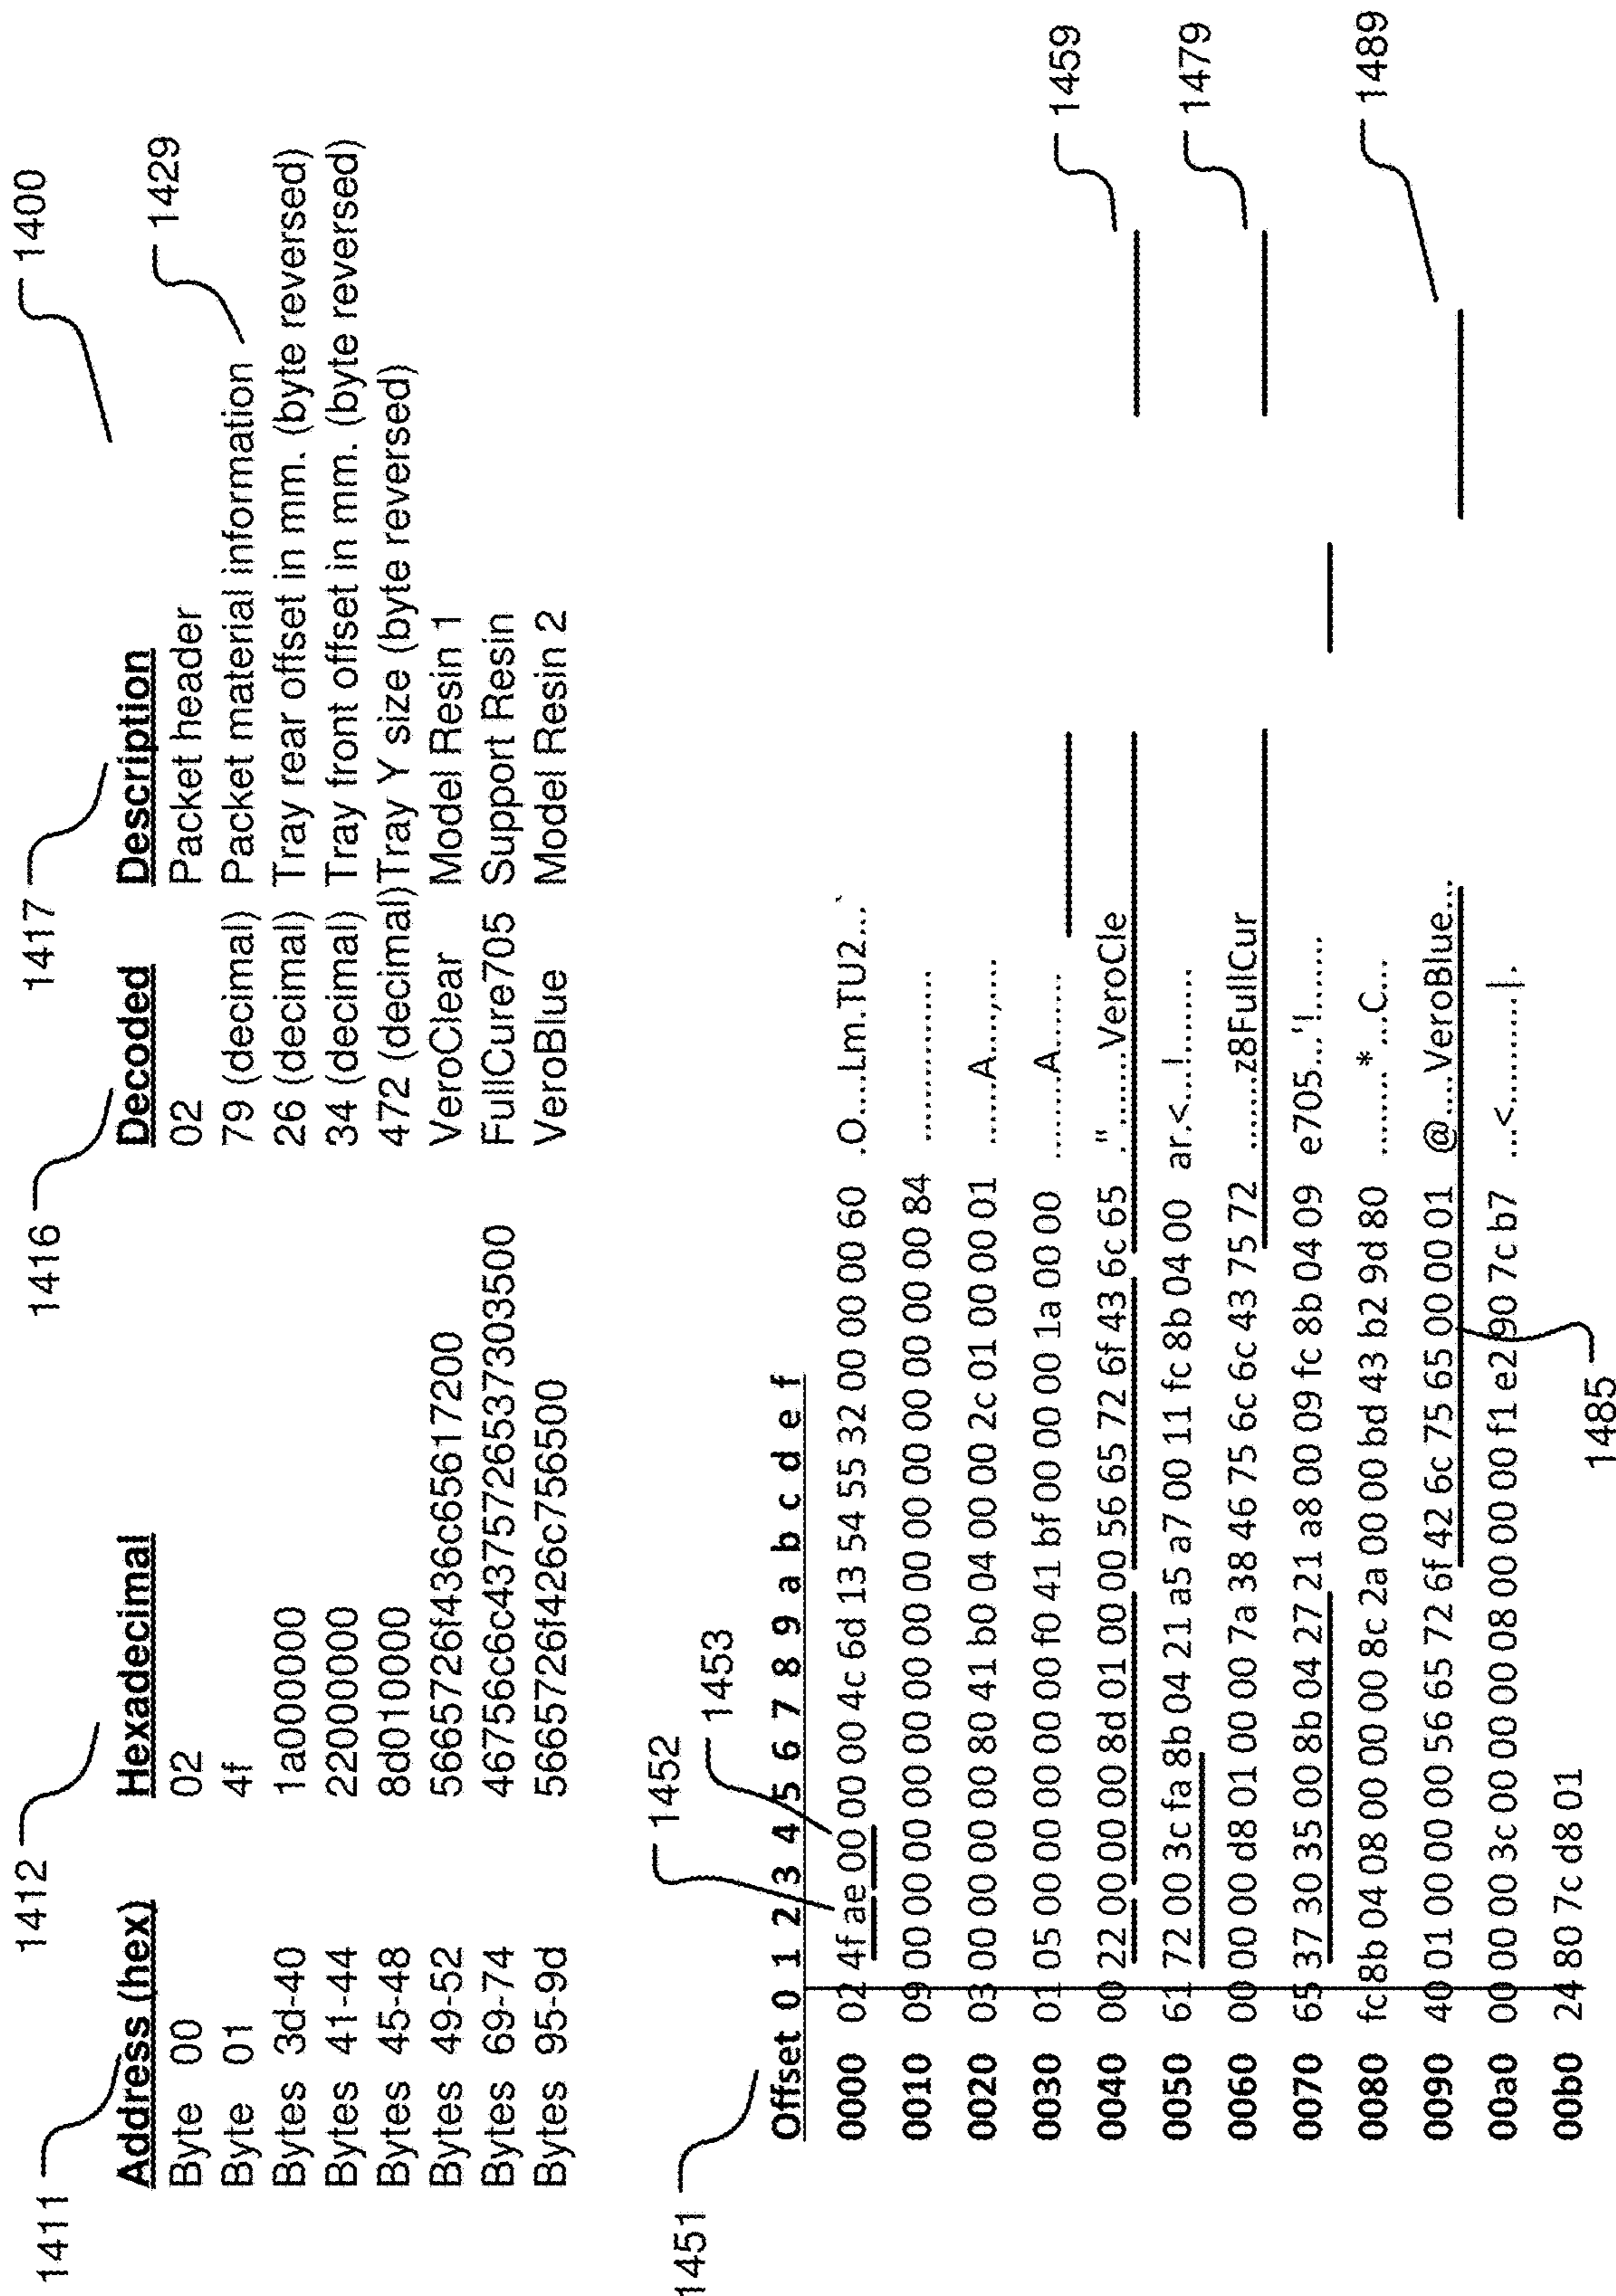 1400
1411 1412 1416 1417
Address (hex) Hexadecimal Decoded Description
Byte 00 02 02 Packet header
Byte 01 4f 79 (decimal) Packet material information 1429
Bytes 3d-40 1a000000 26 (decimal) Tray rear offset in mm. (byte reversed)
Bytes 41-44 22000000 34 (decimal) Tray front offset in mm. (byte reversed)
Bytes 45-48 8d010000 472 (decimal)Tray Y size (byte reversed)
Bytes 49-52 5665726f436c65617200 VeroClear Model Resin 1
Bytes 69-74 46756c6c4375726537303500 FullCure705 Support Resin
Bytes 95-9d 5665726f426c756500 VeroBlue Model Resin 2
1451 1452 1453
Offset 0 1 2 3 4 5 6 7 8 9 a b c d e f
0000 02 4f ae 00 00 00 4c 6d 13 54 55 32 00 00 00 60 .O....Lm.TU2...`
0010 09 00 00 00 00 00 00 00 00 00 00 00 00 00 00 84 ................
0020 03 00 00 00 00 80 41 b0 04 00 00 2c 01 00 00 01 ......A....,....
0030 01 05 00 00 00 00 00 f0 41 bf 00 00 00 1a 00 00 ........A.......
0040 00 22 00 00 00 8d 01 00 00 56 65 72 6f 43 6c 65 .".......VeroCle 1459
0050 61 72 00 3c fa 8b 04 21 a5 a7 00 11 fc 8b 04 00 ar.<...!........
0060 00 00 00 d8 01 00 00 7a 38 46 75 6c 6c 43 75 72 .......z8FullCur 1479
0070 65 37 30 35 00 8b 04 27 21 a8 00 09 fc 8b 04 09 e705...'!.......
0080 fc 8b 04 08 00 00 00 8c 2a 00 00 bd 43 b2 9d 80 ........*...C...
0090 40 01 00 00 00 56 65 72 6f 42 6c 75 65 00 00 01 @....VeroBlue... 1489
00a0 00 00 00 3c 00 00 00 08 00 00 00 f1 e2 90 7c b7 ...<..........|.
00b0 24 80 7c d8 01
1485